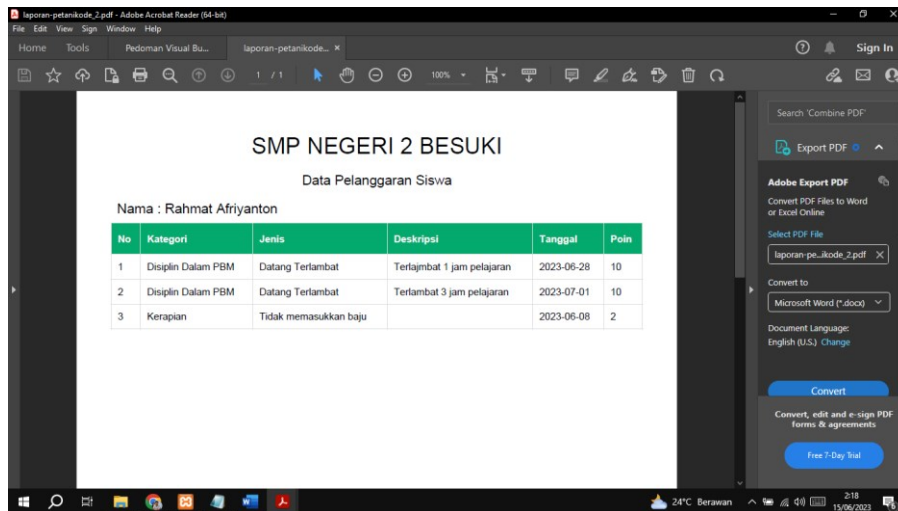 laporan-petanikode_2.pdf - Adobe Acrobat Reader (64-bit)
File Edit View Sign Window Help
Home Tools Pedoman Visual Bu... laporan-petanikode... × Sign In
1 / 1 100%
SMP NEGERI 2 BESUKI
Data Pelanggaran Siswa
Nama : Rahmat Afriyanton
No Kategori Jenis Deskripsi Tanggal Poin
1 Disiplin Dalam PBM Datang Terlambat Terlajmbat 1 jam pelajaran 2023-06-28 10
2 Disiplin Dalam PBM Datang Terlambat Terlambat 3 jam pelajaran 2023-07-01 10
3 Kerapian Tidak memasukkan baju 2023-06-08 2
Search 'Combine PDF'
Export PDF
Adobe Export PDF
Convert PDF Files to Word
or Excel Online
Select PDF File
laporan-pe...ikode_2.pdf ×
Convert to
Microsoft Word (*.docx)
Document Language:
English (U.S.) Change
Convert
Convert, edit and e-sign PDF
forms & agreements
Free 7-Day Trial
24°C Berawan
2:18
15/06/2023